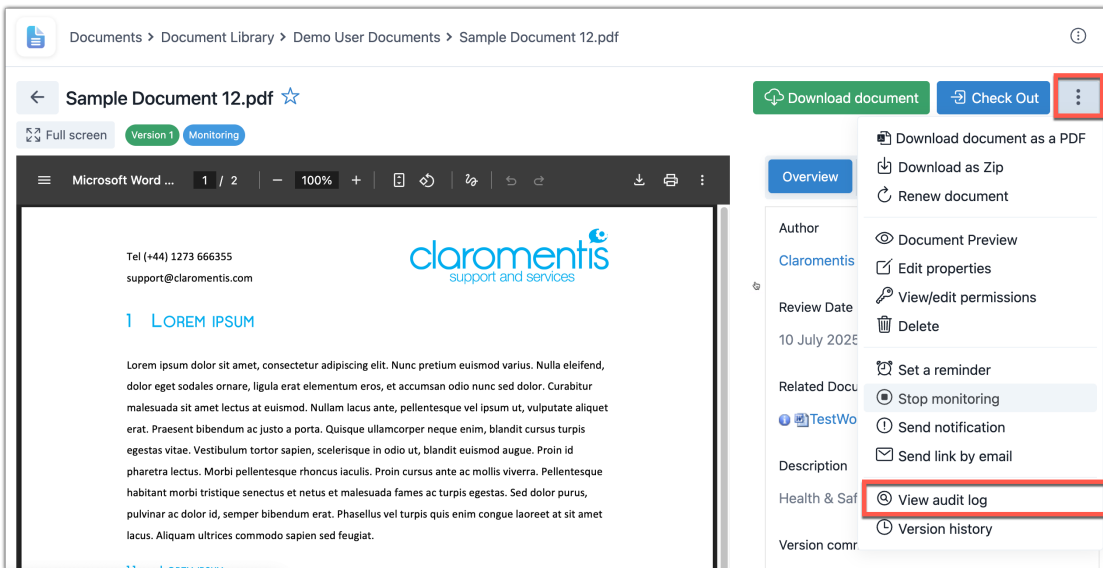 Documents > Document Library > Demo User Documents > Sample Document 12.pdf
Sample Document 12.pdf
Download document
Check Out
Full screen
Version 1
Monitoring
Microsoft Word ...
1 / 2
100%
Tel (+44) 1273 666355
support@claromentis.com
claromentis
support and services
1 Lorem ipsum
Lorem ipsum dolor sit amet, consectetur adipiscing elit. Nunc pretium euismod varius. Nulla eleifend,
dolor eget sodales ornare, ligula erat elementum eros, et accumsan odio nunc sed dolor. Curabitur
malesuada sit amet lectus at euismod. Nullam lacus ante, pellentesque vel ipsum ut, vulputate aliquet
erat. Praesent bibendum ac justo a porta. Quisque ullamcorper neque enim, blandit cursus turpis
egestas vitae. Vestibulum tortor sapien, scelerisque in odio ut, blandit euismod augue. Proin id
pharetra lectus. Morbi pellentesque rhoncus iaculis. Proin cursus ante ac mollis viverra. Pellentesque
habitant morbi tristique senectus et netus et malesuada fames ac turpis egestas. Sed dolor purus,
pulvinar ac dolor id, semper bibendum erat. Phasellus vel turpis quis enim congue laoreet at sit amet
lacus. Aliquam ultrices commodo sapien sed feugiat.
Overview
Author
Claromentis
Review Date
10 July 2025
Related Docu
TestWo
Description
Health & Saf
Version comm
Download document as a PDF
Download as Zip
Renew document
Document Preview
Edit properties
View/edit permissions
Delete
Set a reminder
Stop monitoring
Send notification
Send link by email
View audit log
Version history